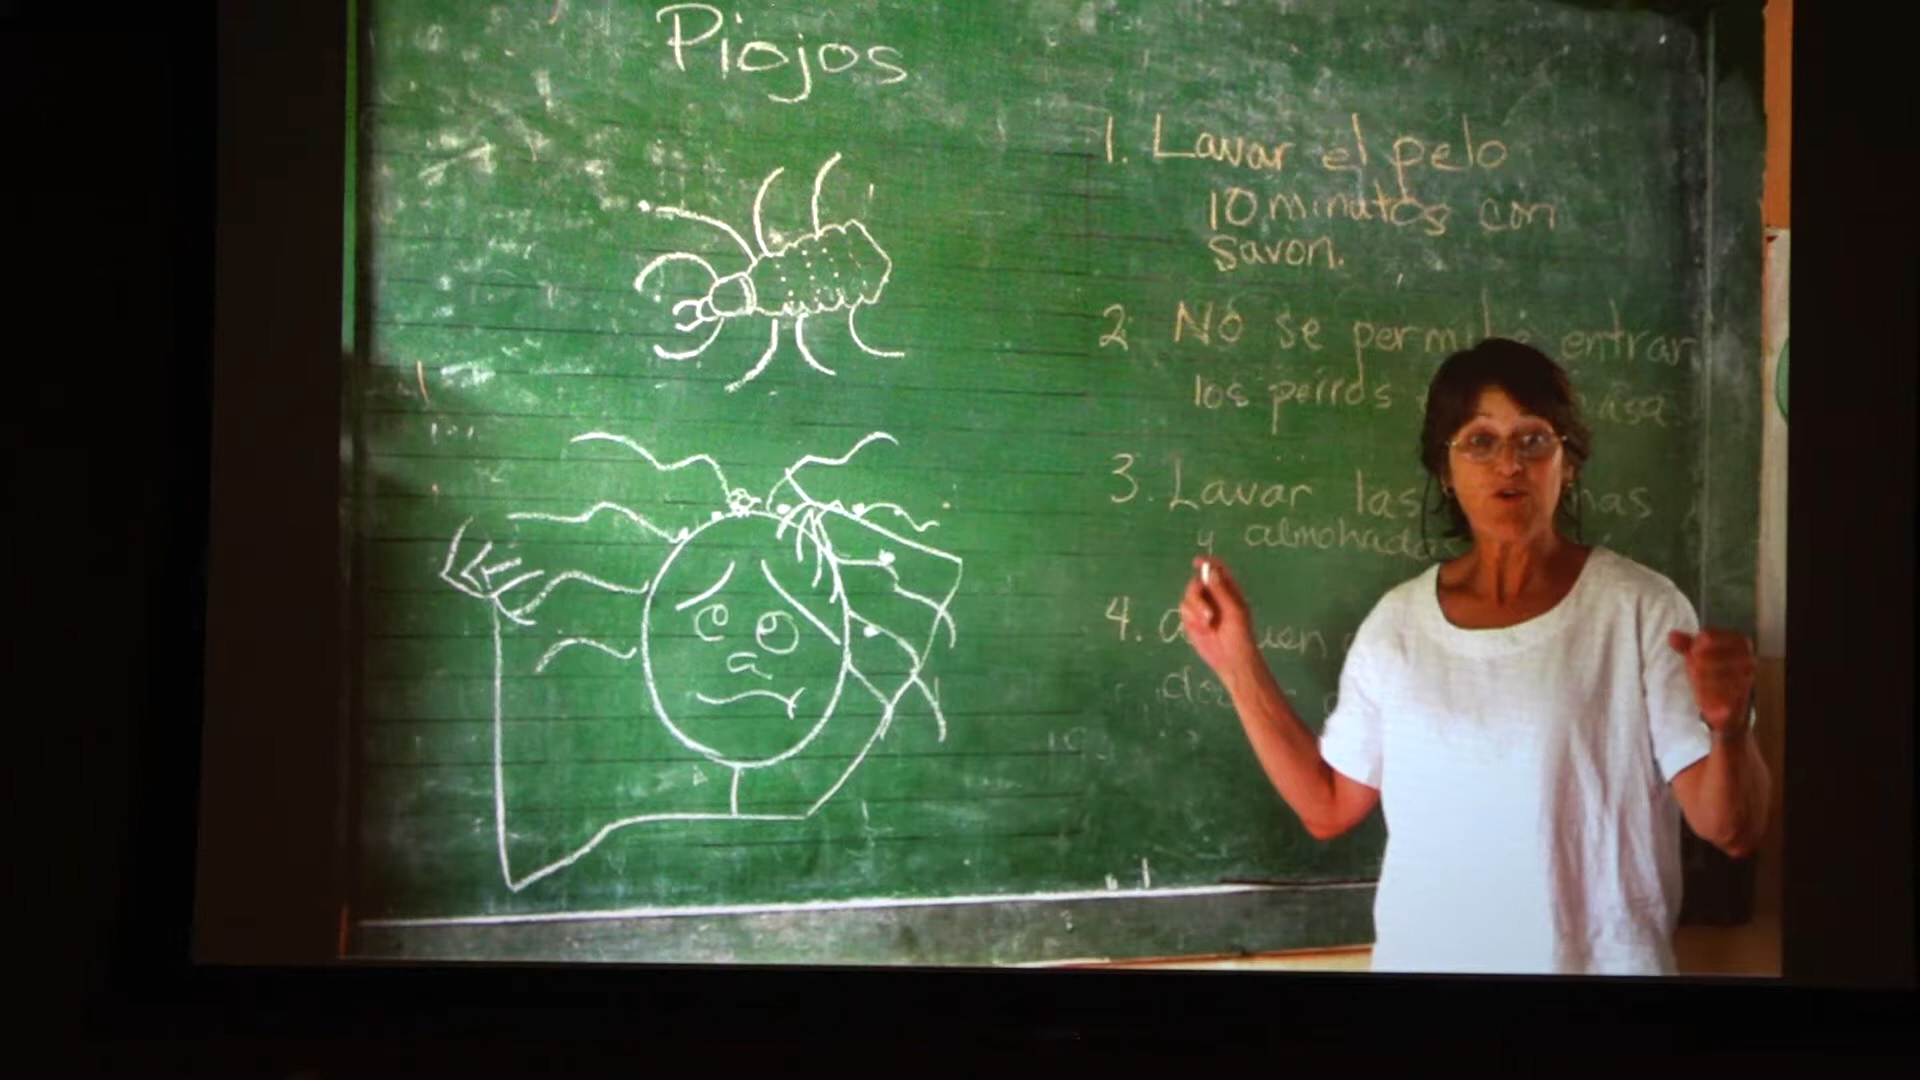 Piojos
1. Lavar el pelo
10 minutos con
savon.
2. No se permite entrar
los perros casa.
3. Lavar las
y almohadas
4.